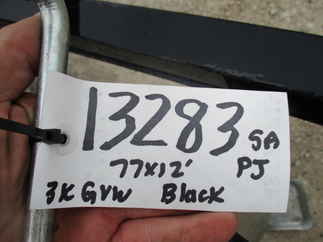 13283 SA
77x12' PJ
3K GVW Black